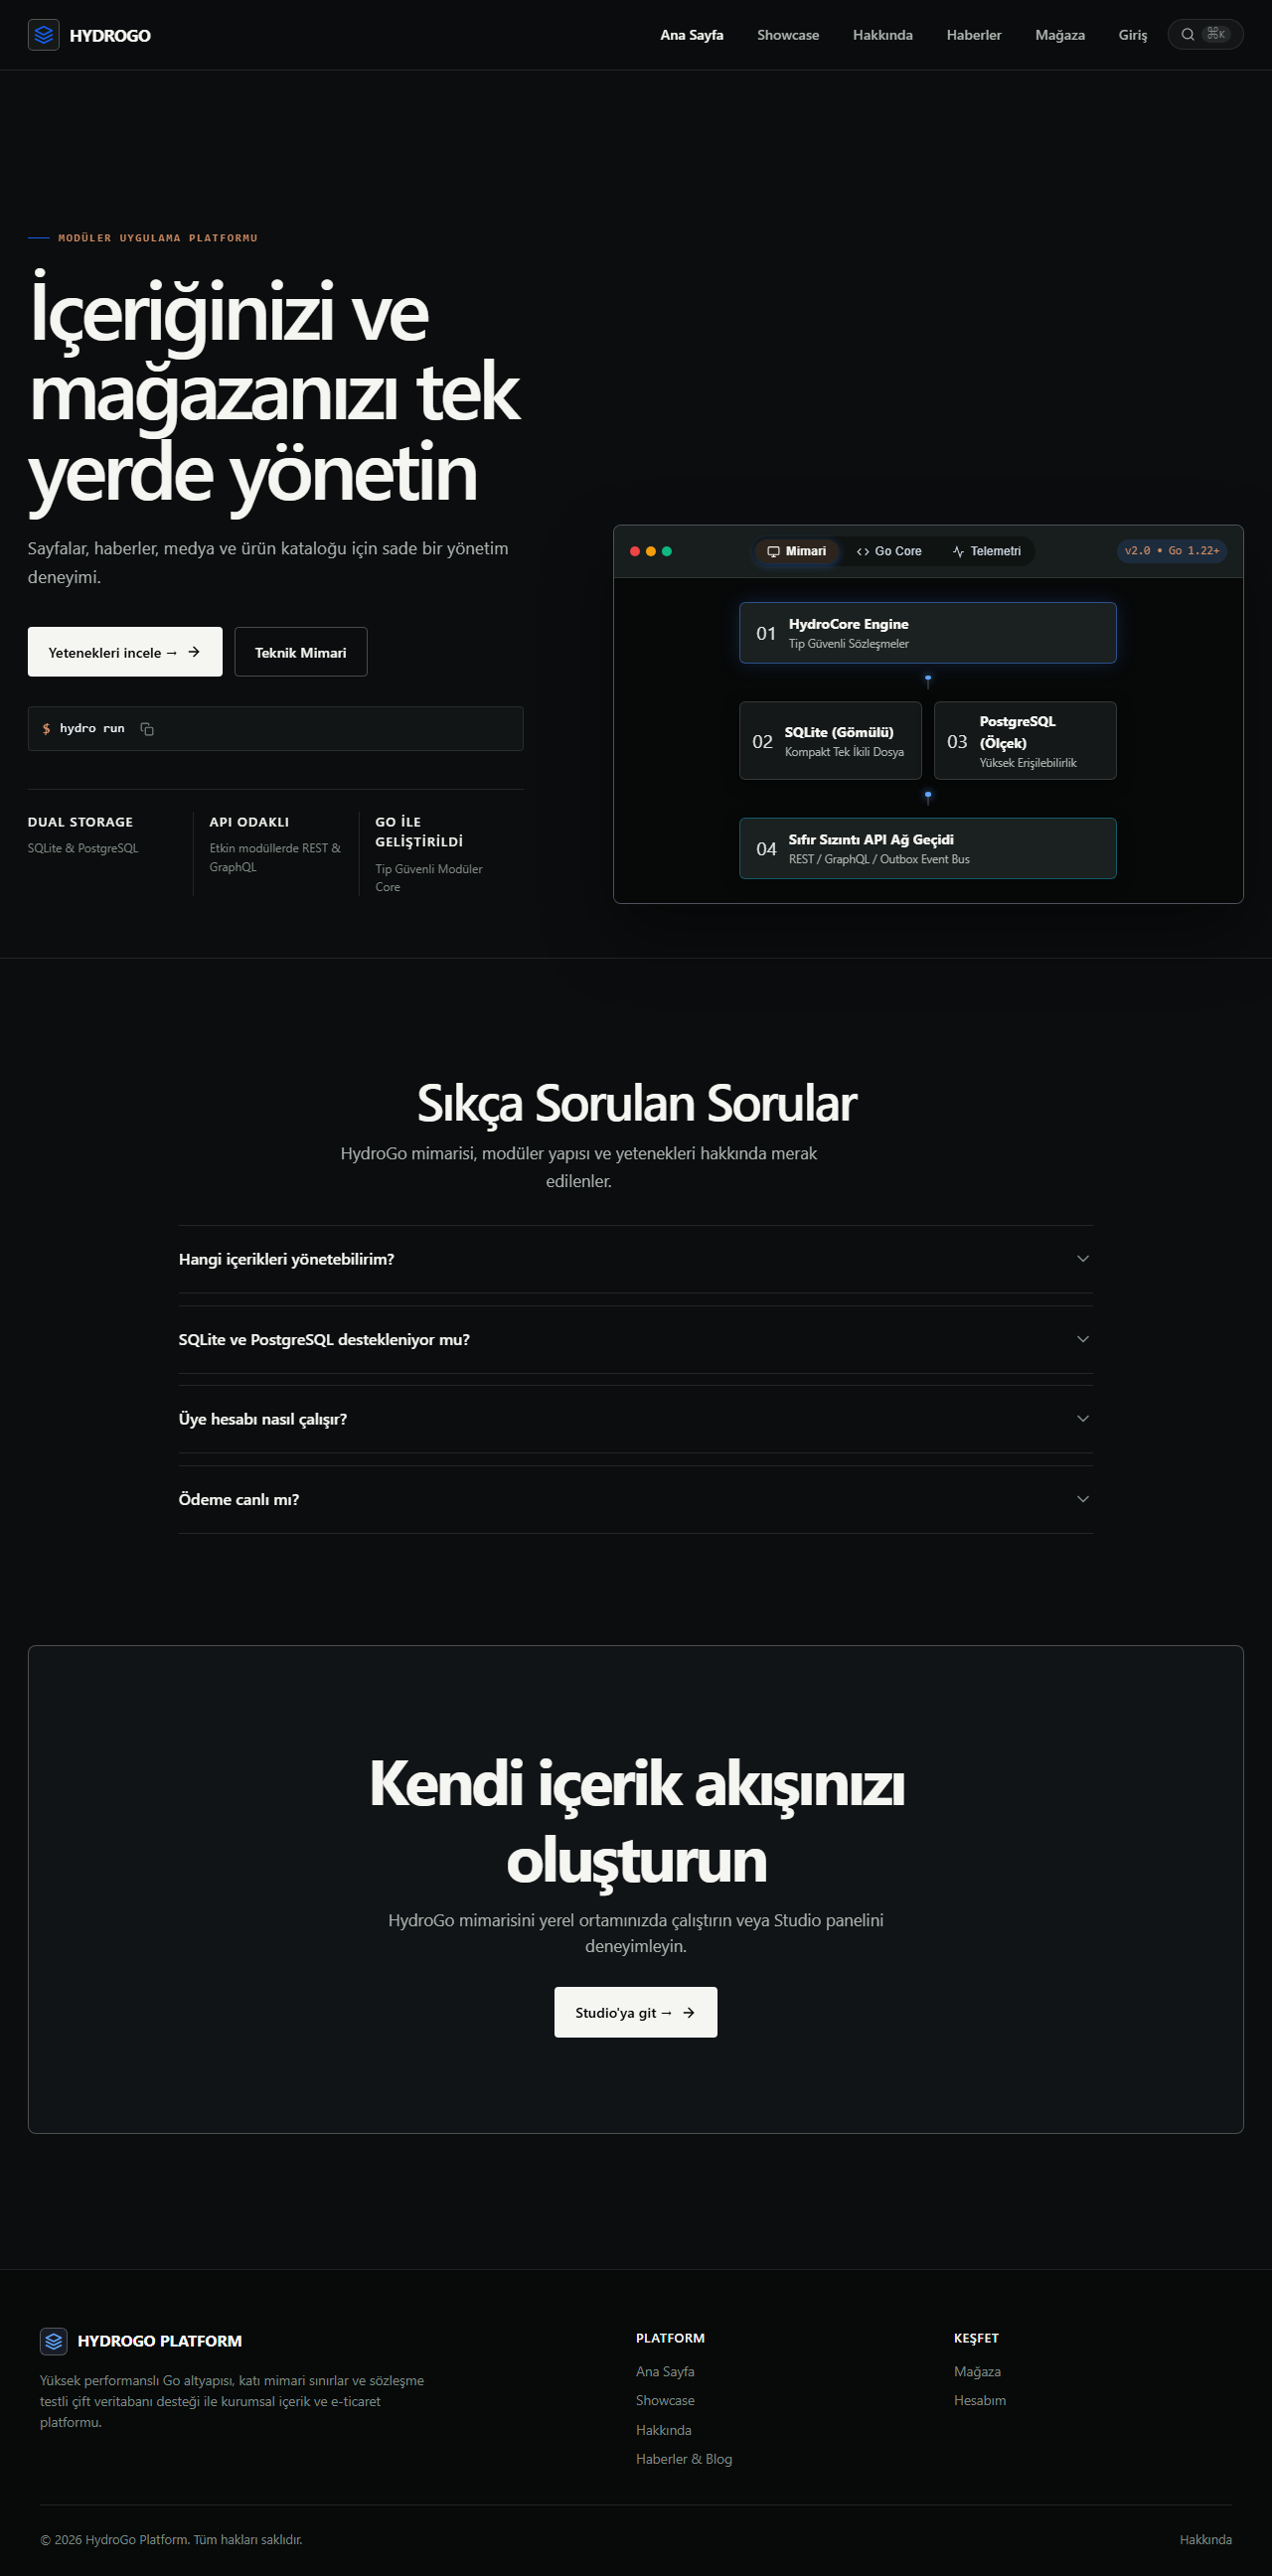 HYDROGO
Ana Sayfa
Showcase
Hakkında
Haberler
Mağaza
Giriş
⌘K
MODÜLER UYGULAMA PLATFORMU
İçeriğinizi ve
mağazanızı tek
yerde yönetin
Sayfalar, haberler, medya ve ürün kataloğu için sade bir yönetim
deneyimi.
Yetenekleri incele →
Teknik Mimari
$ hydro run
DUAL STORAGE
SQLite & PostgreSQL
API ODAKLI
Etkin modüllerde REST &
GraphQL
GO İLE
GELİŞTİRİLDİ
Tip Güvenli Modüler
Core
Mimari
Go Core
Telemetri
v2.0 • Go 1.22+
01
HydroCore Engine
Tip Güvenli Sözleşmeler
02
SQLite (Gömülü)
Kompakt Tek İkili Dosya
03
PostgreSQL
(Ölçek)
Yüksek Erişilebilirlik
04
Sıfır Sızıntı API Ağ Geçidi
REST / GraphQL / Outbox Event Bus
Sıkça Sorulan Sorular
HydroGo mimarisi, modüler yapısı ve yetenekleri hakkında merak
edilenler.
Hangi içerikleri yönetebilirim?
SQLite ve PostgreSQL destekleniyor mu?
Üye hesabı nasıl çalışır?
Ödeme canlı mı?
Kendi içerik akışınızı
oluşturun
HydroGo mimarisini yerel ortamınızda çalıştırın veya Studio panelini
deneyimleyin.
Studio'ya git →
HYDROGO PLATFORM
Yüksek performanslı Go altyapısı, katı mimari sınırlar ve sözleşme
testli çift veritabanı desteği ile kurumsal içerik ve e-ticaret
platformu.
PLATFORM
Ana Sayfa
Showcase
Hakkında
Haberler & Blog
KEŞFET
Mağaza
Hesabım
© 2026 HydroGo Platform. Tüm hakları saklıdır.
Hakkında